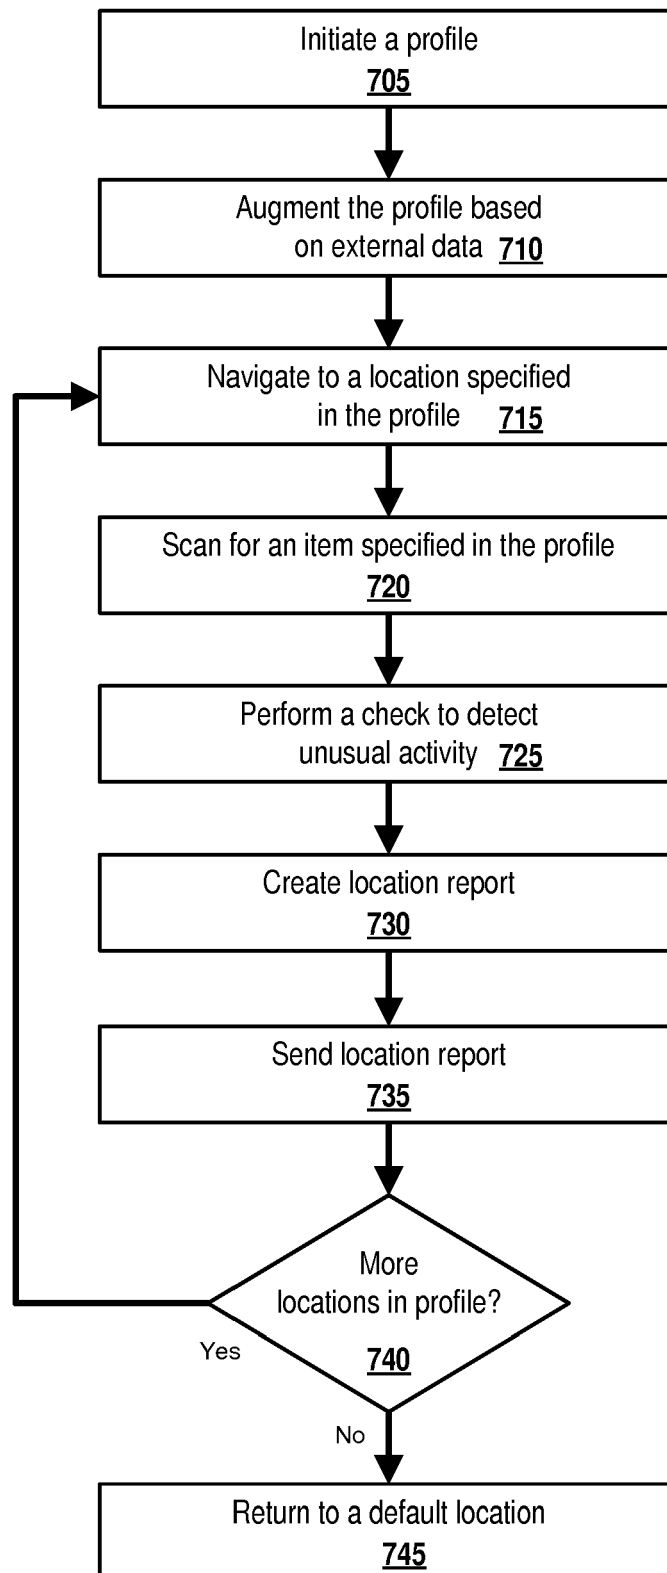 Initiate a profile
705
Augment the profile based
on external data 710
Navigate to a location specified
in the profile 715
Scan for an item specified in the profile
720
Perform a check to detect
unusual activity 725
Create location report
730
Send location report
735
More
locations in profile?
740
Yes
No
Return to a default location
745